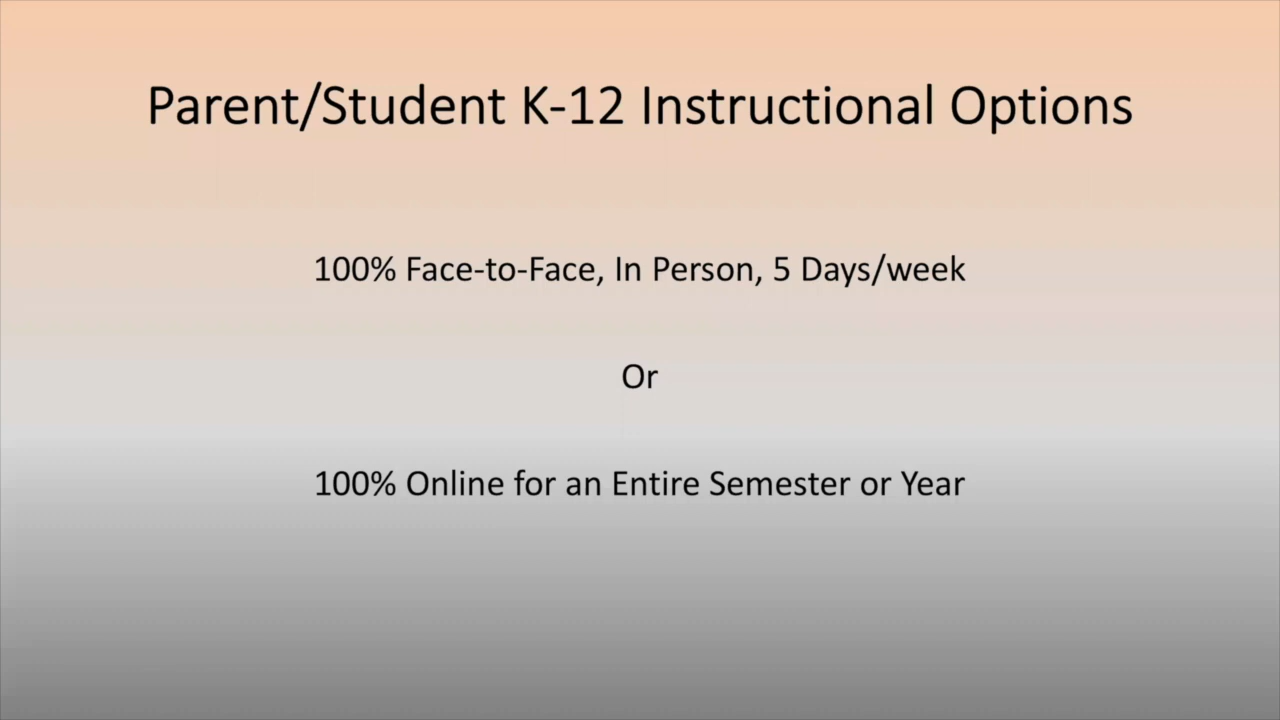 Parent/Student K-12 Instructional Options
100% Face-to-Face, In Person, 5 Days/week
Or
100% Online for an Entire Semester or Year